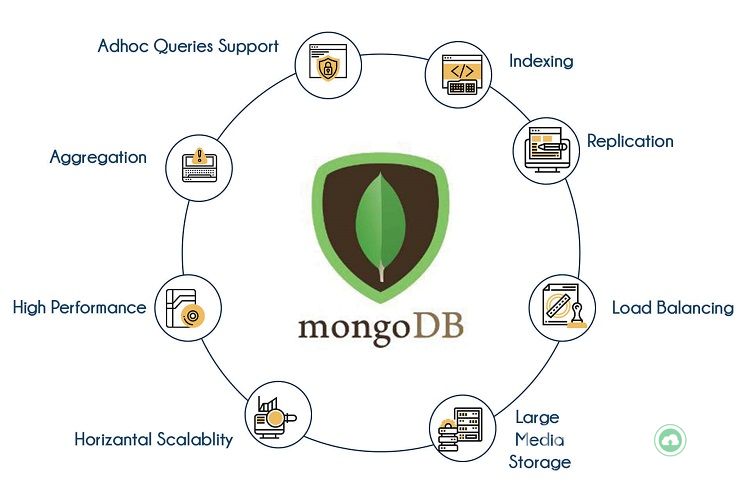 Adhoc Queries Support
Indexing
Replication
Aggregation
High Performance
Load Balancing
mongoDB
Horizantal Scalablity
Large
Media
Storage